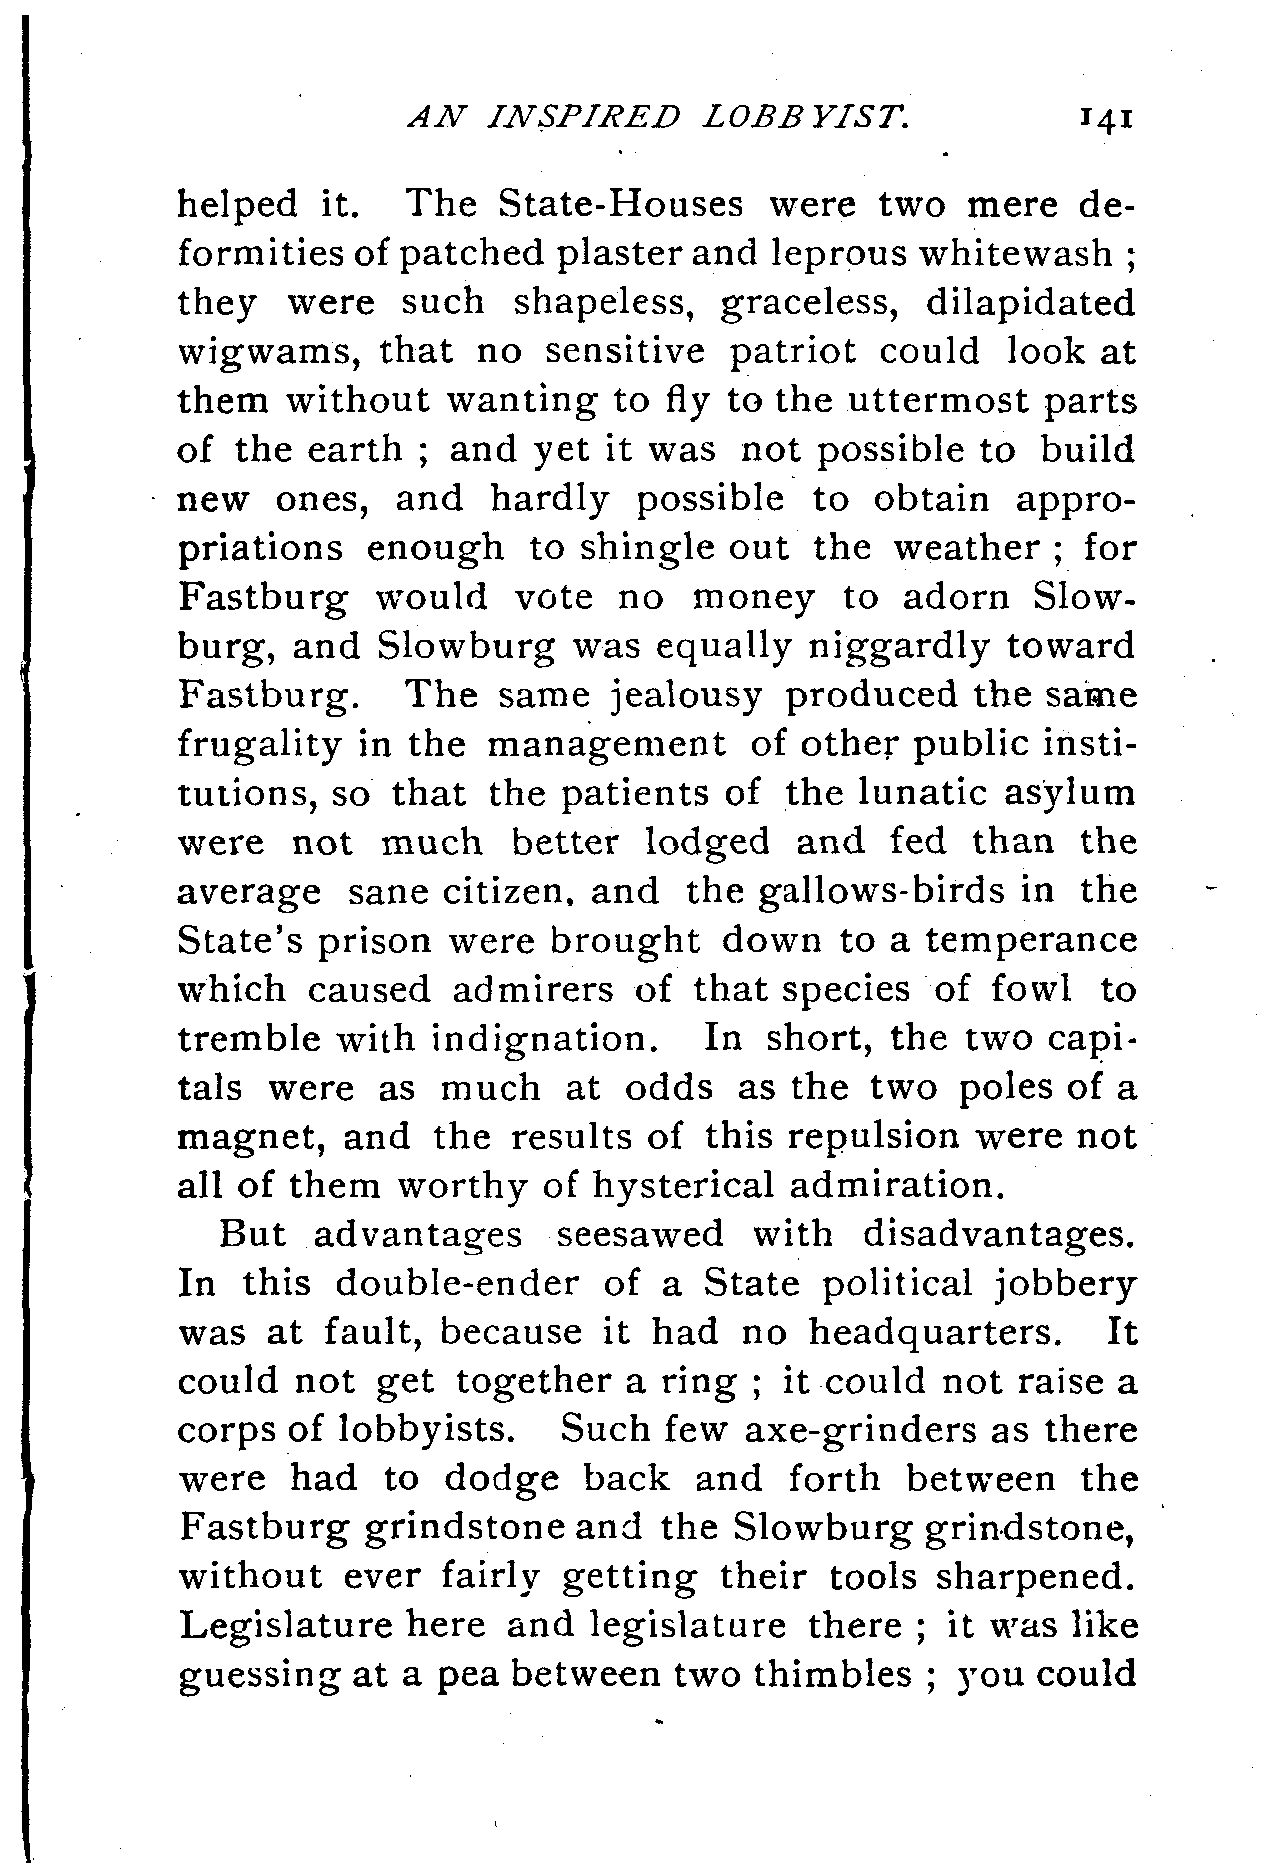 AN INSPIRED LOBBYIST. 141
helped it. The State-Houses were two mere de-
formities of patched plaster and leprous whitewash ;
they were such shapeless, graceless, dilapidated
wigwams, that no sensitive patriot could look at
them without wanting to fly to the uttermost parts
of the earth ; and yet it was not possible to build
new ones, and hardly possible to obtain appro-
priations enough to shingle out the weather ; for
Fastburg would vote no money to adorn Slow-
burg, and Slowburg was equally niggardly toward
Fastburg. The same jealousy produced the same
frugality in the management of other public insti-
tutions, so that the patients of the lunatic asylum
were not much better lodged and fed than the
average sane citizen, and the gallows-birds in the
State's prison were brought down to a temperance
which caused admirers of that species of fowl to
tremble with indignation. In short, the two capi-
tals were as much at odds as the two poles of a
magnet, and the results of this repulsion were not
all of them worthy of hysterical admiration.
But advantages seesawed with disadvantages.
In this double-ender of a State political jobbery
was at fault, because it had no headquarters. It
could not get together a ring ; it could not raise a
corps of lobbyists. Such few axe-grinders as there
were had to dodge back and forth between the
Fastburg grindstone and the Slowburg grindstone,
without ever fairly getting their tools sharpened.
Legislature here and legislature there ; it was like
guessing at a pea between two thimbles ; you could